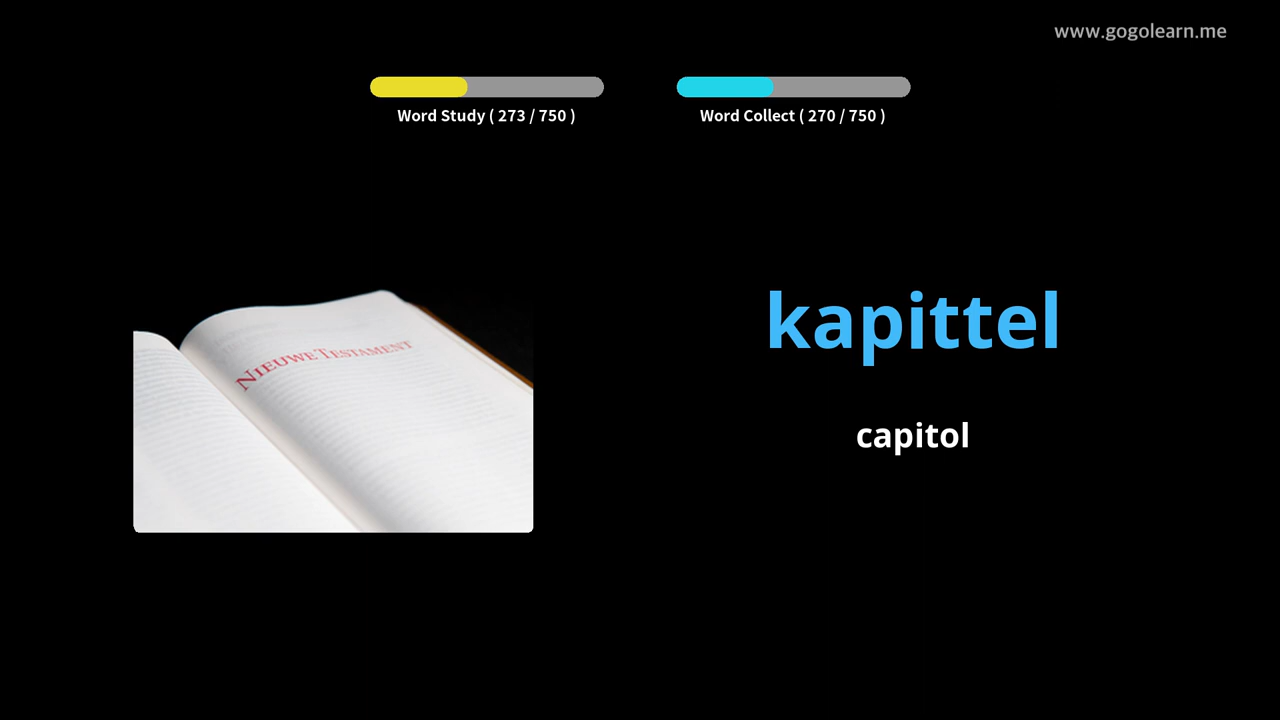 www.gogolearn.me
Word Study ( 273 / 750 )
Word Collect ( 270 / 750 )
NIEUWE TESTAMENT
kapittel
capitol